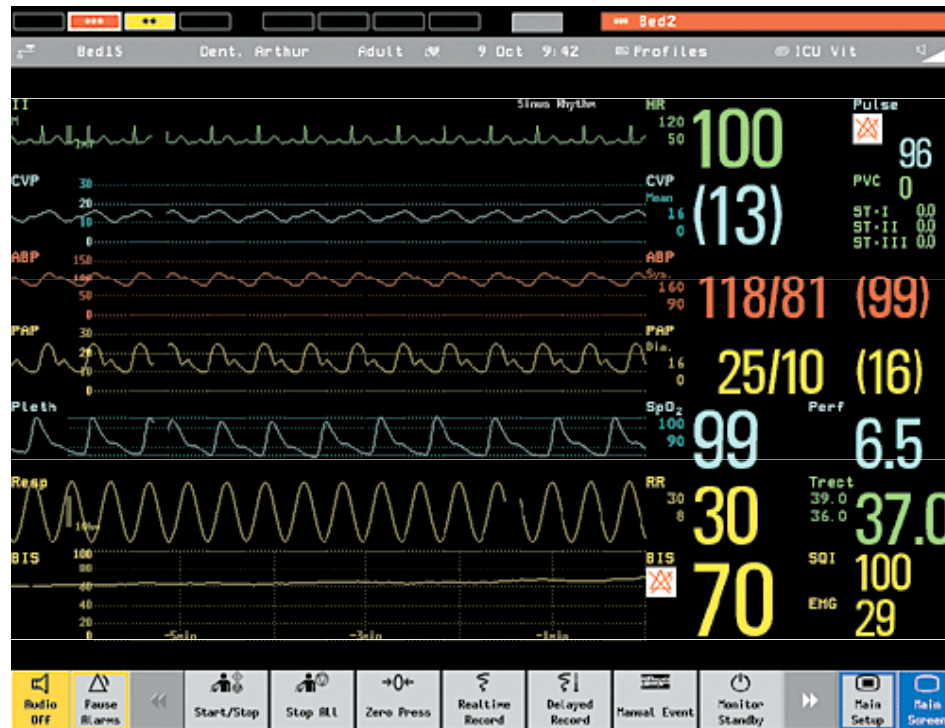 *** ** *** Bed2
Bed15 Dent, Arthur Adult 9 Oct 9:42 Profiles ICU Vit
II Sinus Rhythm HR Pulse
M 120
1mV 50 100 96
CVP 30 CVP PVC 0
20 Mean
10 16 (13) ST-I 0.0
0 0 ST-II 0.0
ST-III 0.0
ABP 150 ABP
100 Sys.
50 160 118/81 (99)
0 90
PAP 30 PAP
20 Dia.
10 16 25/10 (16)
0 0
Pleth SpO₂ Perf
100 99 6.5
90
Resp RR Trect
30 39.0
8 30 36.0 37.0
BIS 100 BIS SQI
80 100
60 70
40 EMG
20 29
0 -5min -3min -1min
Audio Pause Start/Stop Stop All →0← Realtime Delayed Manual Event Monitor Main Main
Off Alarms Zero Press Record Record Standby Setup Screen